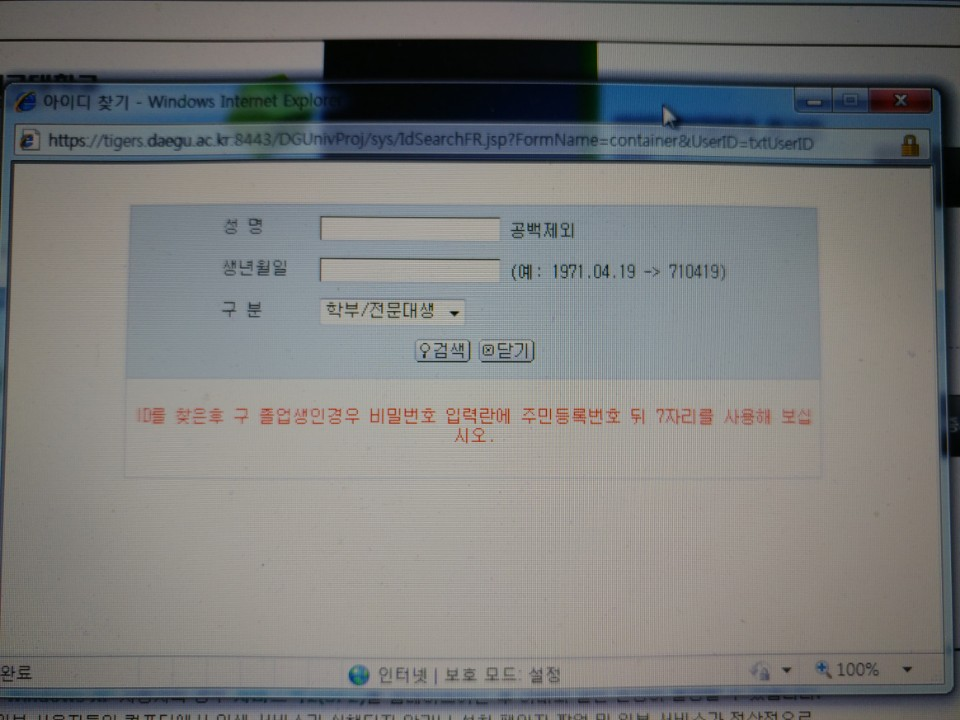 아이디 찾기 - Windows Internet Explorer
https://tigers.daegu.ac.kr:8443/DGUnivProj/sys/IdSearchFR.jsp?FormName=container&UserID=txtUserID
성 명 공백제외
생년월일 (예: 1971.04.19 -> 710419)
구 분 학부/전문대생
검색 닫기
ID를 찾은후 구 졸업생인경우 비밀번호 입력란에 주민등록번호 뒤 7자리를 사용해 보십
시오.
완료 인터넷 | 보호 모드: 설정 100%